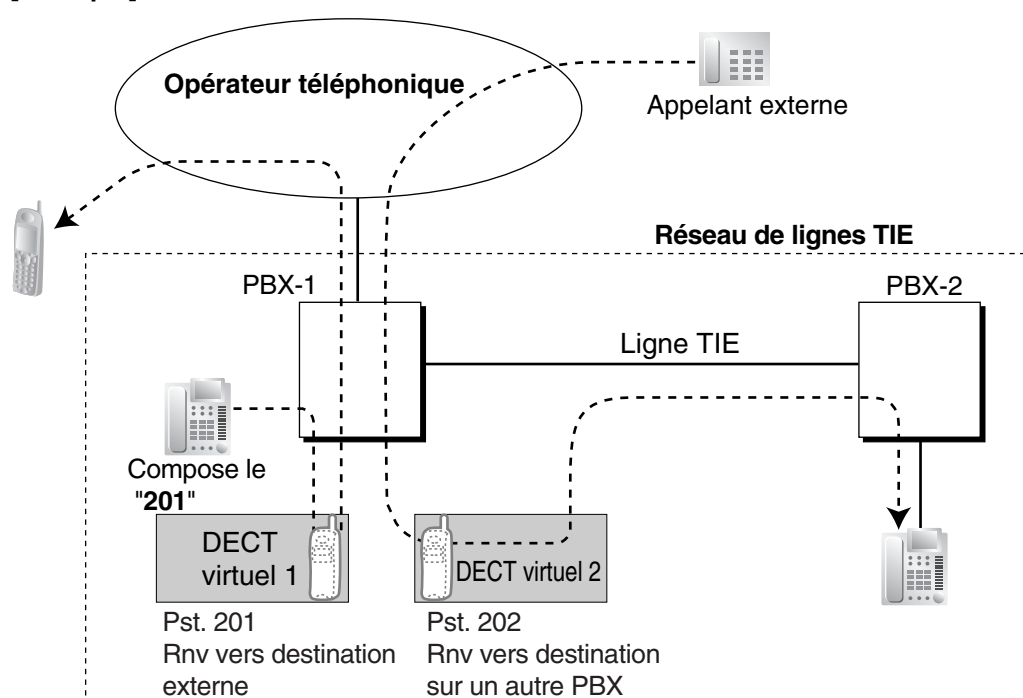 Opérateur téléphonique
Appelant externe
Réseau de lignes TIE
PBX-1
PBX-2
Ligne TIE
Compose le
"201"
DECT
virtuel 1
DECT virtuel 2
Pst. 201
Rnv vers destination
externe
Pst. 202
Rnv vers destination
sur un autre PBX